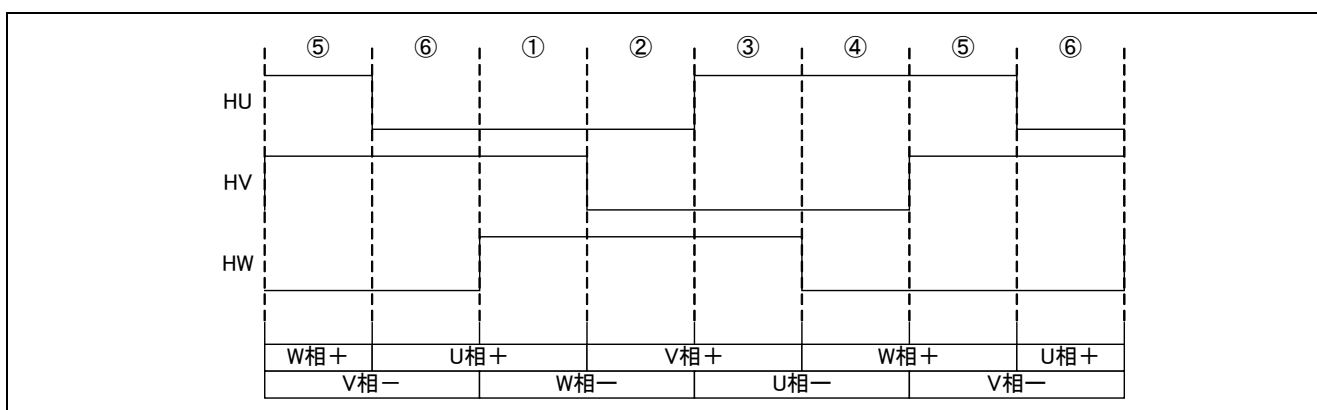 ⑤ ⑥ ① ② ③ ④ ⑤ ⑥
HU
HV
HW
W相+ U相+ V相+ W相+ U相+
V相- W相- U相- V相-